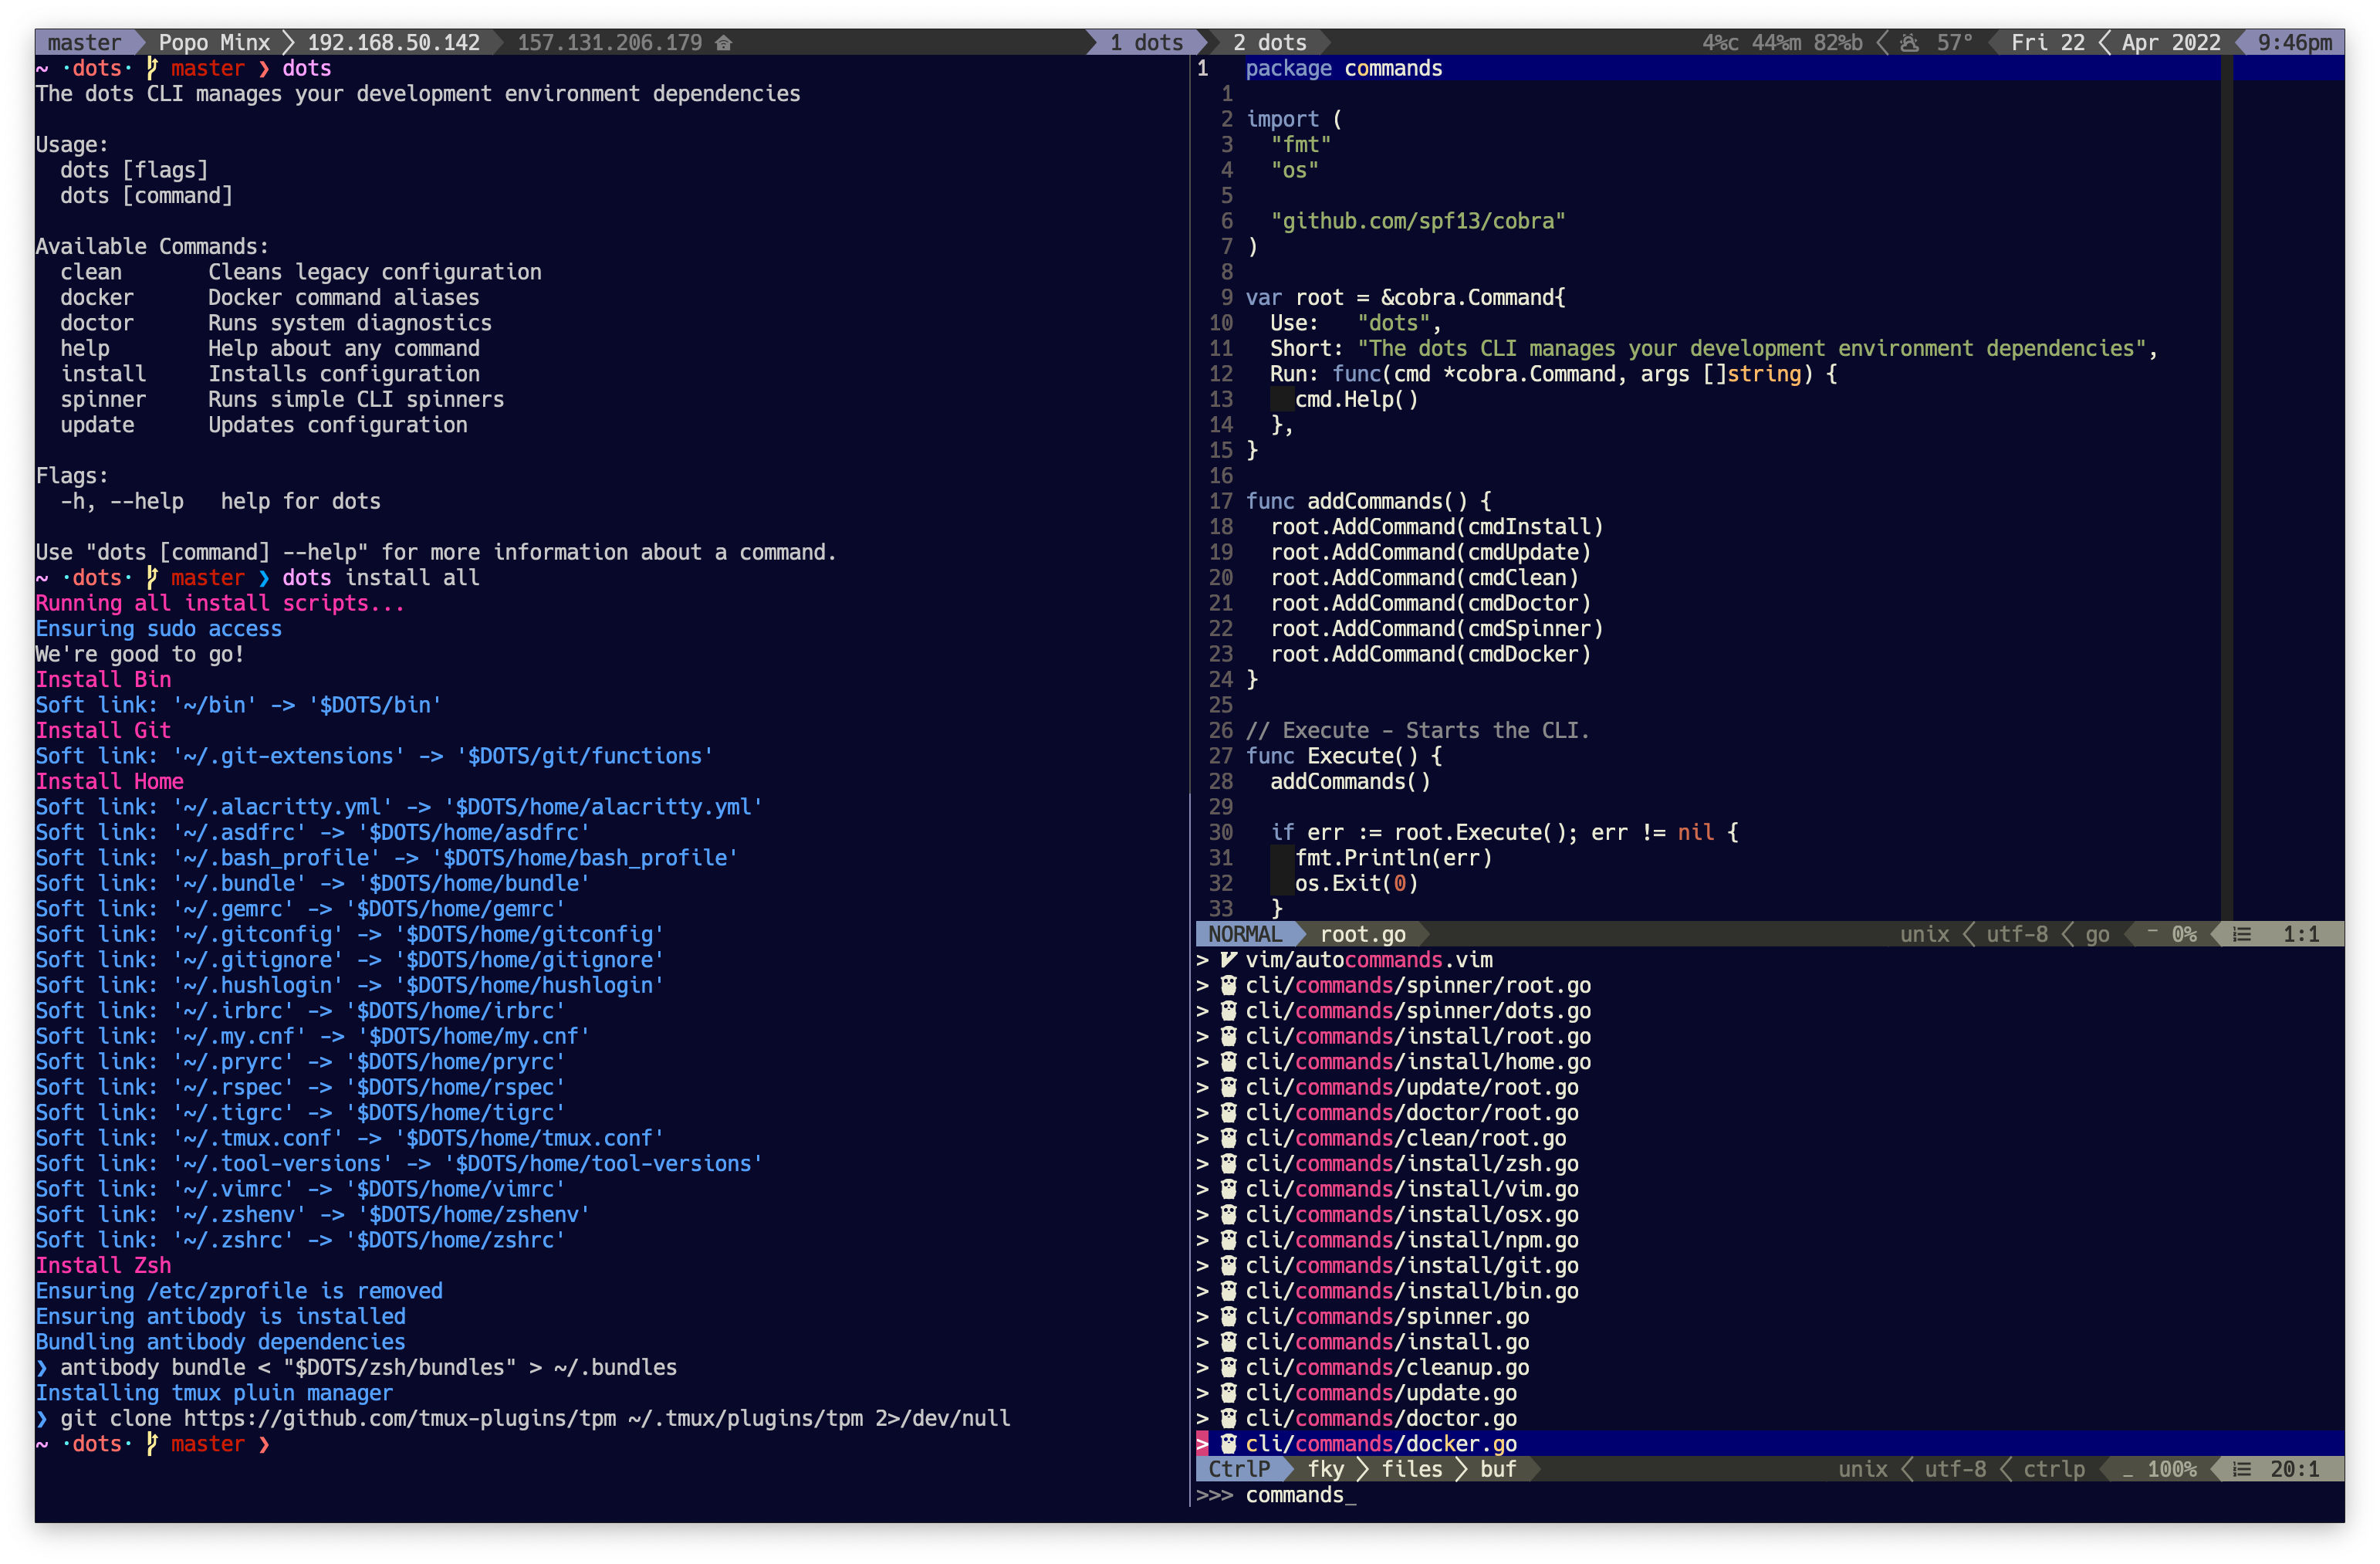 master Popo Minx 192.168.50.142 157.131.206.179 1 dots 2 dots 4%c 44%m 82%b 57° Fri 22 Apr 2022 9:46pm
~ ·dots· master ❯ dots
The dots CLI manages your development environment dependencies
Usage:
  dots [flags]
  dots [command]
Available Commands:
  clean       Cleans legacy configuration
  docker      Docker command aliases
  doctor      Runs system diagnostics
  help        Help about any command
  install     Installs configuration
  spinner     Runs simple CLI spinners
  update      Updates configuration
Flags:
  -h, --help   help for dots
Use "dots [command] --help" for more information about a command.
~ ·dots· master ❯ dots install all
Running all install scripts...
Ensuring sudo access
We're good to go!
Install Bin
Soft link: '~/bin' -> '$DOTS/bin'
Install Git
Soft link: '~/.git-extensions' -> '$DOTS/git/functions'
Install Home
Soft link: '~/.alacritty.yml' -> '$DOTS/home/alacritty.yml'
Soft link: '~/.asdfrc' -> '$DOTS/home/asdfrc'
Soft link: '~/.bash_profile' -> '$DOTS/home/bash_profile'
Soft link: '~/.bundle' -> '$DOTS/home/bundle'
Soft link: '~/.gemrc' -> '$DOTS/home/gemrc'
Soft link: '~/.gitconfig' -> '$DOTS/home/gitconfig'
Soft link: '~/.gitignore' -> '$DOTS/home/gitignore'
Soft link: '~/.hushlogin' -> '$DOTS/home/hushlogin'
Soft link: '~/.irbrc' -> '$DOTS/home/irbrc'
Soft link: '~/.my.cnf' -> '$DOTS/home/my.cnf'
Soft link: '~/.pryrc' -> '$DOTS/home/pryrc'
Soft link: '~/.rspec' -> '$DOTS/home/rspec'
Soft link: '~/.tigrc' -> '$DOTS/home/tigrc'
Soft link: '~/.tmux.conf' -> '$DOTS/home/tmux.conf'
Soft link: '~/.tool-versions' -> '$DOTS/home/tool-versions'
Soft link: '~/.vimrc' -> '$DOTS/home/vimrc'
Soft link: '~/.zshenv' -> '$DOTS/home/zshenv'
Soft link: '~/.zshrc' -> '$DOTS/home/zshrc'
Install Zsh
Ensuring /etc/zprofile is removed
Ensuring antibody is installed
Bundling antibody dependencies
❯ antibody bundle < "$DOTS/zsh/bundles" > ~/.bundles
Installing tmux pluin manager
❯ git clone https://github.com/tmux-plugins/tpm ~/.tmux/plugins/tpm 2>/dev/null
~ ·dots· master ❯
1   package commands
  1
  2 import (
  3   "fmt"
  4   "os"
  5
  6   "github.com/spf13/cobra"
  7 )
  8
  9 var root = &cobra.Command{
 10   Use:   "dots",
 11   Short: "The dots CLI manages your development environment dependencies",
 12   Run: func(cmd *cobra.Command, args []string) {
 13     cmd.Help()
 14   },
 15 }
 16
 17 func addCommands() {
 18   root.AddCommand(cmdInstall)
 19   root.AddCommand(cmdUpdate)
 20   root.AddCommand(cmdClean)
 21   root.AddCommand(cmdDoctor)
 22   root.AddCommand(cmdSpinner)
 23   root.AddCommand(cmdDocker)
 24 }
 25
 26 // Execute - Starts the CLI.
 27 func Execute() {
 28   addCommands()
 29
 30   if err := root.Execute(); err != nil {
 31     fmt.Println(err)
 32     os.Exit(0)
 33   }
NORMAL root.go unix utf-8 go 0% 1:1
> vim/autocommands.vim
> cli/commands/spinner/root.go
> cli/commands/spinner/dots.go
> cli/commands/install/root.go
> cli/commands/install/home.go
> cli/commands/update/root.go
> cli/commands/doctor/root.go
> cli/commands/clean/root.go
> cli/commands/install/zsh.go
> cli/commands/install/vim.go
> cli/commands/install/osx.go
> cli/commands/install/npm.go
> cli/commands/install/git.go
> cli/commands/install/bin.go
> cli/commands/spinner.go
> cli/commands/install.go
> cli/commands/cleanup.go
> cli/commands/update.go
> cli/commands/doctor.go
> cli/commands/docker.go
CtrlP fky files buf unix utf-8 ctrlp 100% 20:1
>>> commands_